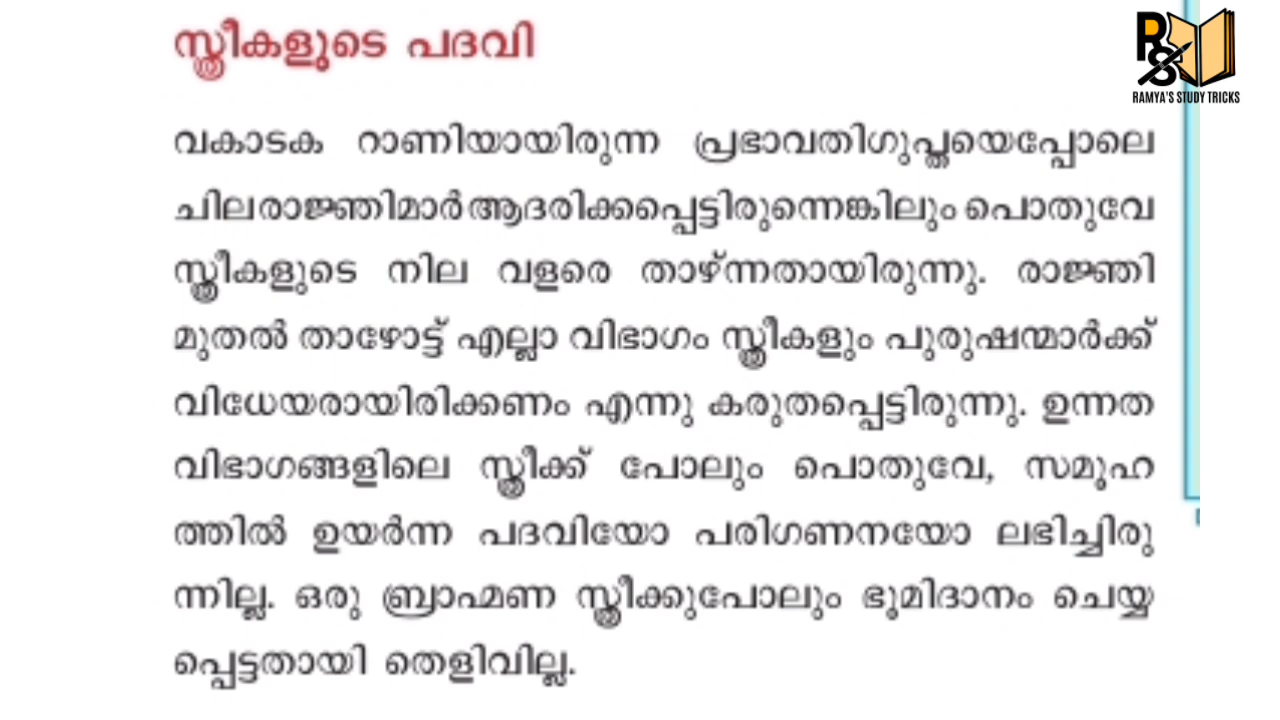 സ്ത്രീകളുടെ പദവി
RS
RAMYA'S STUDY TRICKS
വകാടക റാണിയായിരുന്ന പ്രഭാവതിഗുപ്തയെപ്പോലെ
ചില രാജ്ഞിമാർ ആദരിക്കപ്പെട്ടിരുന്നെങ്കിലും പൊതുവേ
സ്ത്രീകളുടെ നില വളരെ താഴ്ന്നതായിരുന്നു. രാജ്ഞി
മുതൽ താഴോട്ട് എല്ലാ വിഭാഗം സ്ത്രീകളും പുരുഷന്മാർക്ക്
വിധേയരായിരിക്കണം എന്നു കരുതപ്പെട്ടിരുന്നു. ഉന്നത
വിഭാഗങ്ങളിലെ സ്ത്രീക്ക് പോലും പൊതുവേ, സമൂഹ
ത്തിൽ ഉയർന്ന പദവിയോ പരിഗണനയോ ലഭിച്ചിരു
ന്നില്ല. ഒരു ബ്രാഹ്മണ സ്ത്രീക്കുപോലും ഭൂമിദാനം ചെയ്യ
പ്പെട്ടതായി തെളിവില്ല.